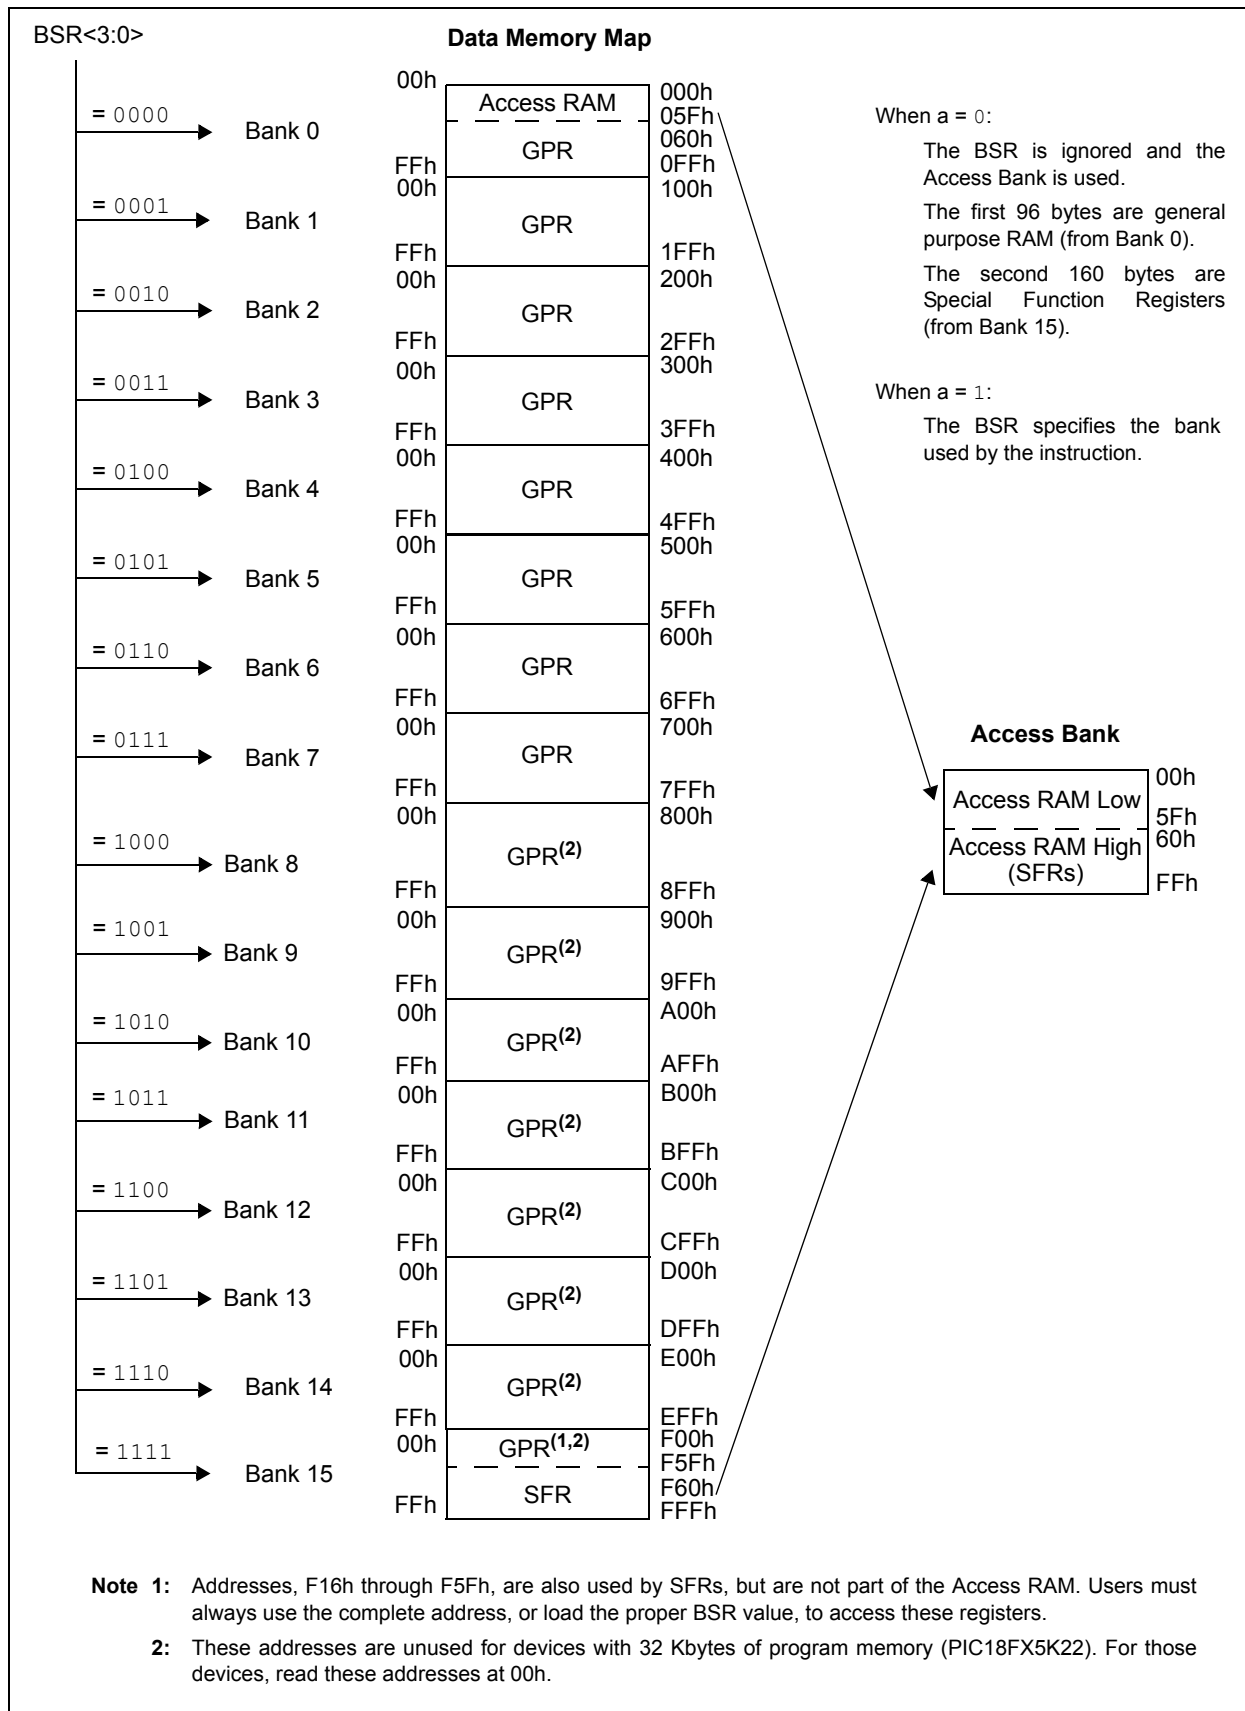 BSR<3:0>
Data Memory Map
00h
Access RAM
000h
05Fh
= 0000
Bank 0
GPR
060h
FFh
0FFh
00h
100h
= 0001
Bank 1
GPR
FFh
1FFh
00h
200h
= 0010
Bank 2
GPR
FFh
2FFh
00h
300h
= 0011
Bank 3
GPR
FFh
3FFh
00h
400h
= 0100
Bank 4
GPR
FFh
4FFh
00h
500h
= 0101
Bank 5
GPR
FFh
5FFh
00h
600h
= 0110
Bank 6
GPR
FFh
6FFh
00h
700h
= 0111
Bank 7
GPR
FFh
7FFh
00h
800h
= 1000
Bank 8
GPR(2)
FFh
8FFh
00h
900h
= 1001
Bank 9
GPR(2)
FFh
9FFh
00h
A00h
= 1010
Bank 10
GPR(2)
FFh
AFFh
00h
B00h
= 1011
Bank 11
GPR(2)
FFh
BFFh
00h
C00h
= 1100
Bank 12
GPR(2)
FFh
CFFh
00h
D00h
= 1101
Bank 13
GPR(2)
FFh
DFFh
00h
E00h
= 1110
Bank 14
GPR(2)
FFh
EFFh
00h
GPR(1,2)
F00h
F5Fh
= 1111
Bank 15
SFR
F60h
FFh
FFFh
When a = 0:
The BSR is ignored and the
Access Bank is used.
The first 96 bytes are general
purpose RAM (from Bank 0).
The second 160 bytes are
Special Function Registers
(from Bank 15).
When a = 1:
The BSR specifies the bank
used by the instruction.
Access Bank
00h
Access RAM Low
5Fh
60h
Access RAM High
(SFRs)
FFh
Note 1: Addresses, F16h through F5Fh, are also used by SFRs, but are not part of the Access RAM. Users must
always use the complete address, or load the proper BSR value, to access these registers.
2: These addresses are unused for devices with 32 Kbytes of program memory (PIC18FX5K22). For those
devices, read these addresses at 00h.